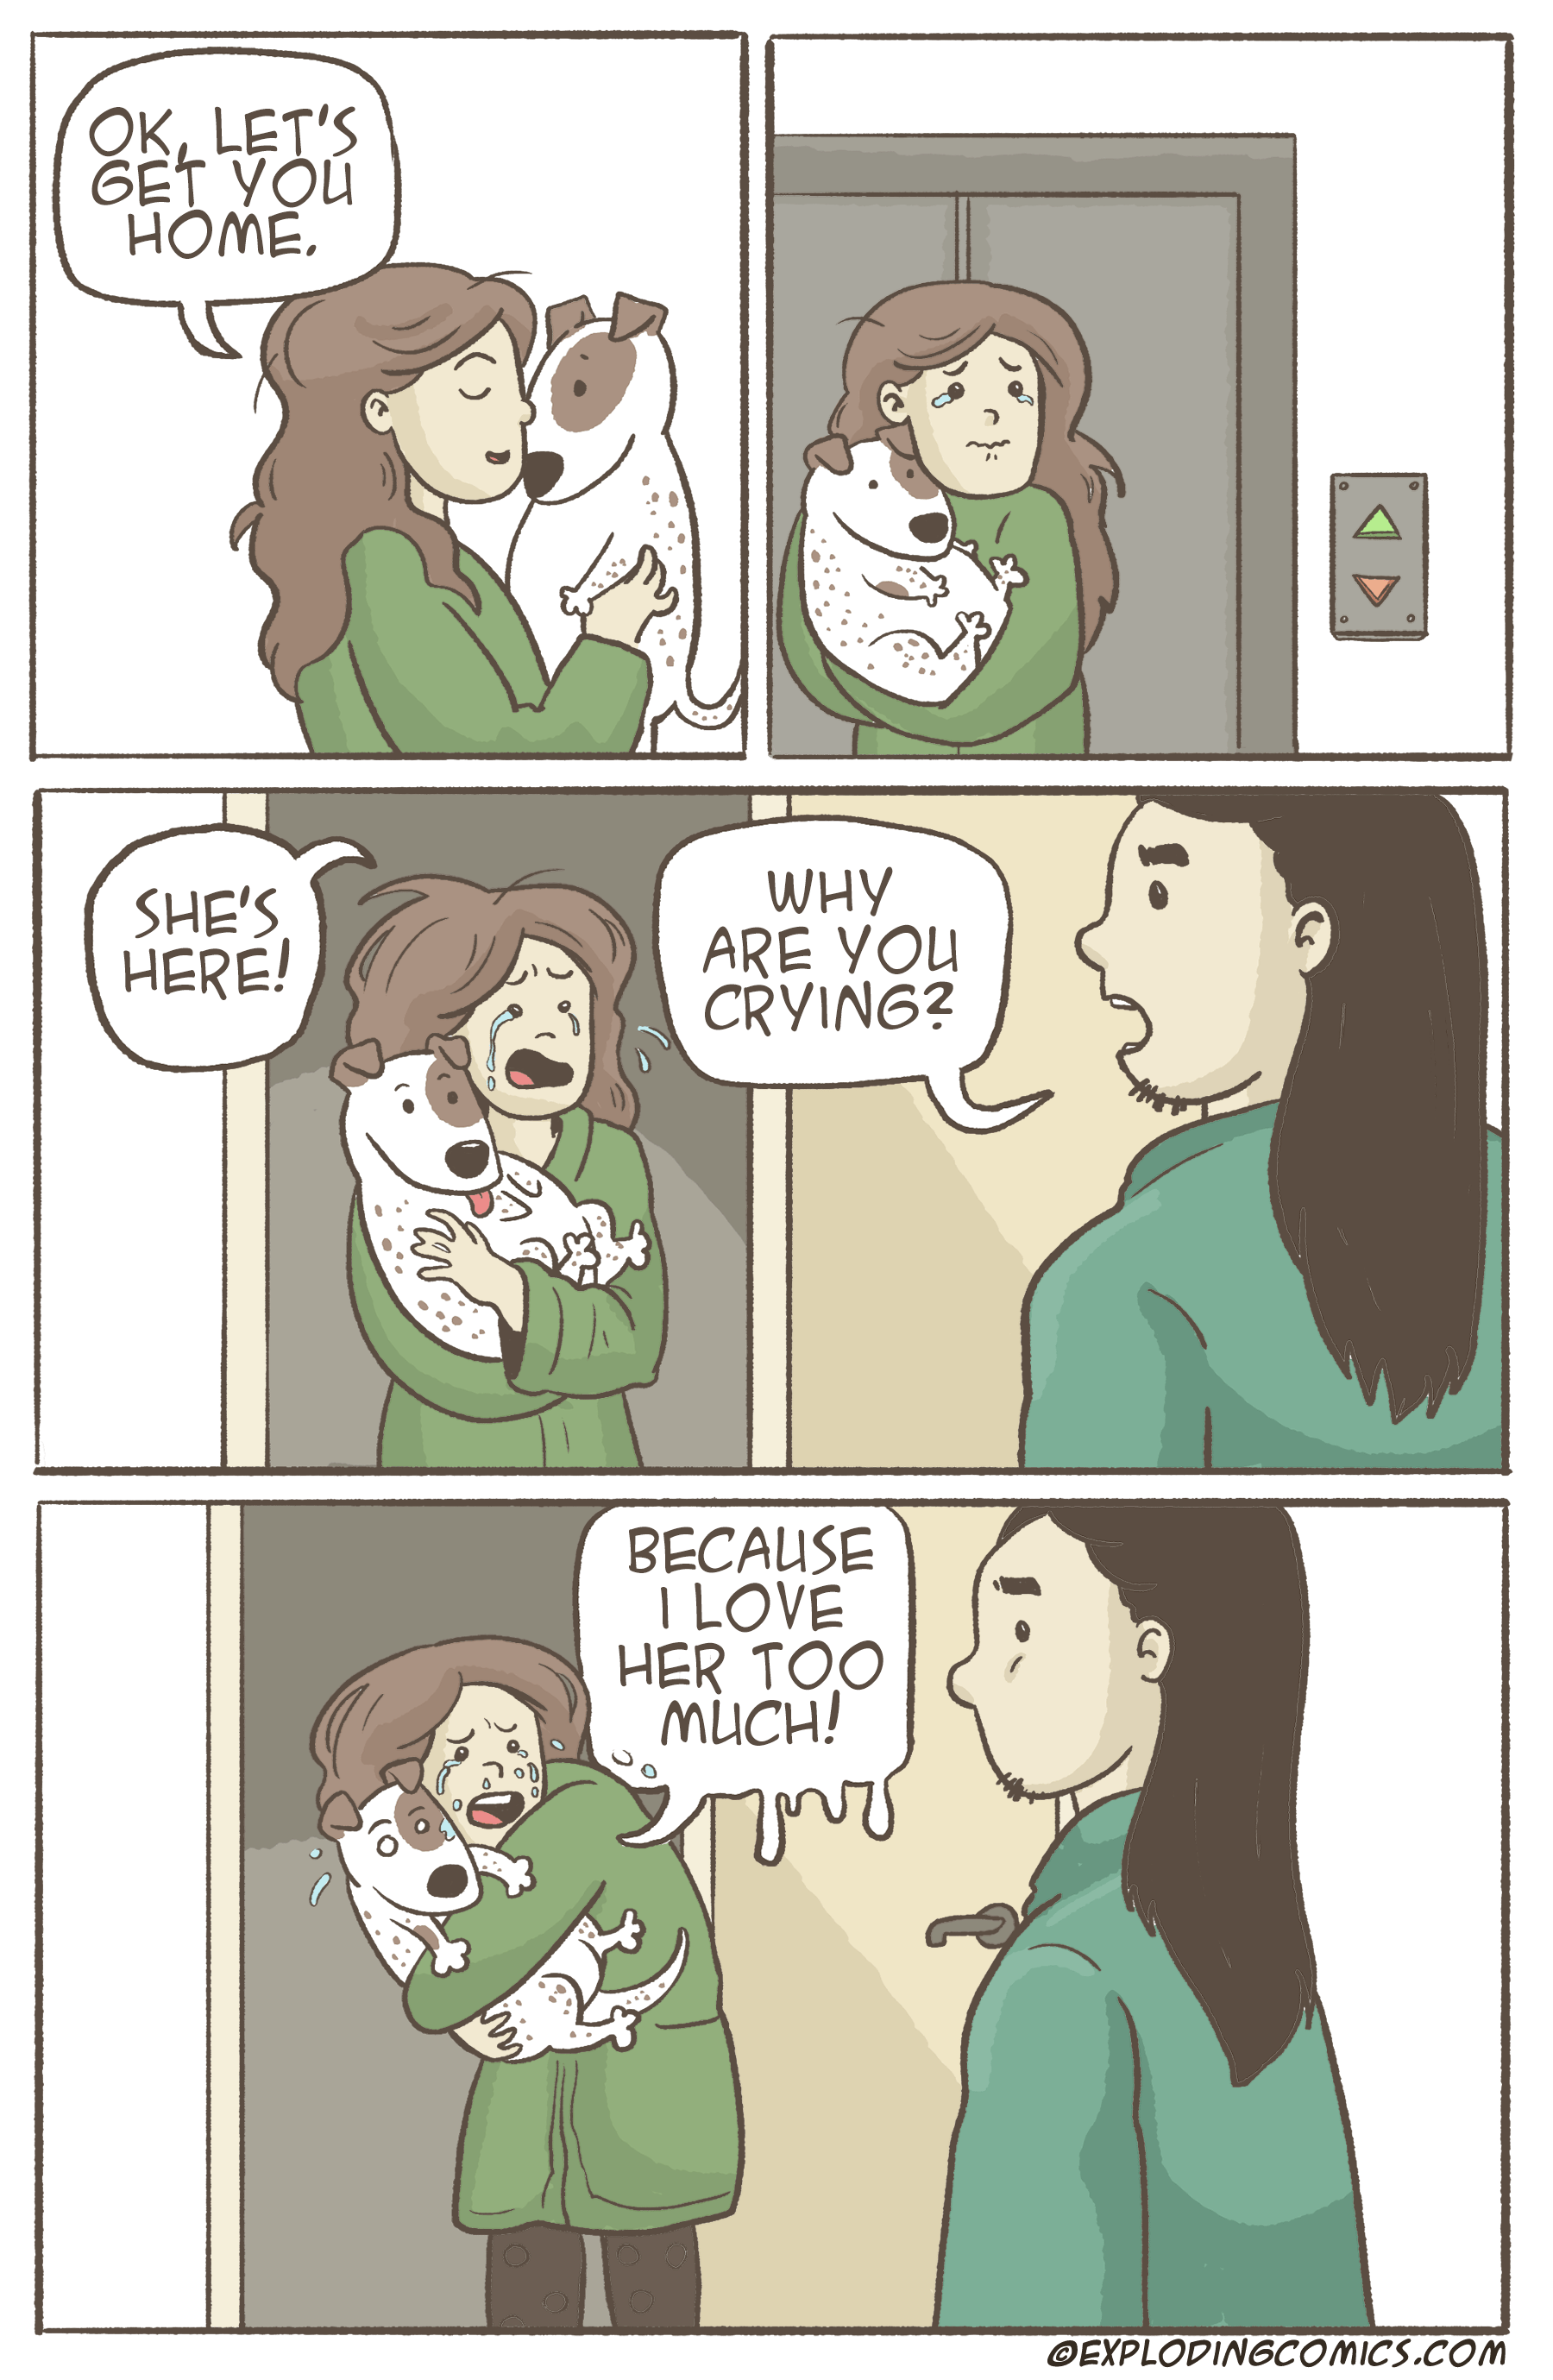 OK, LET'S
GET YOU
HOME.
SHE'S
HERE!
WHY
ARE YOU
CRYING?
BECAUSE
I LOVE
HER TOO
MUCH!
©EXPLODINGCOMICS.COM